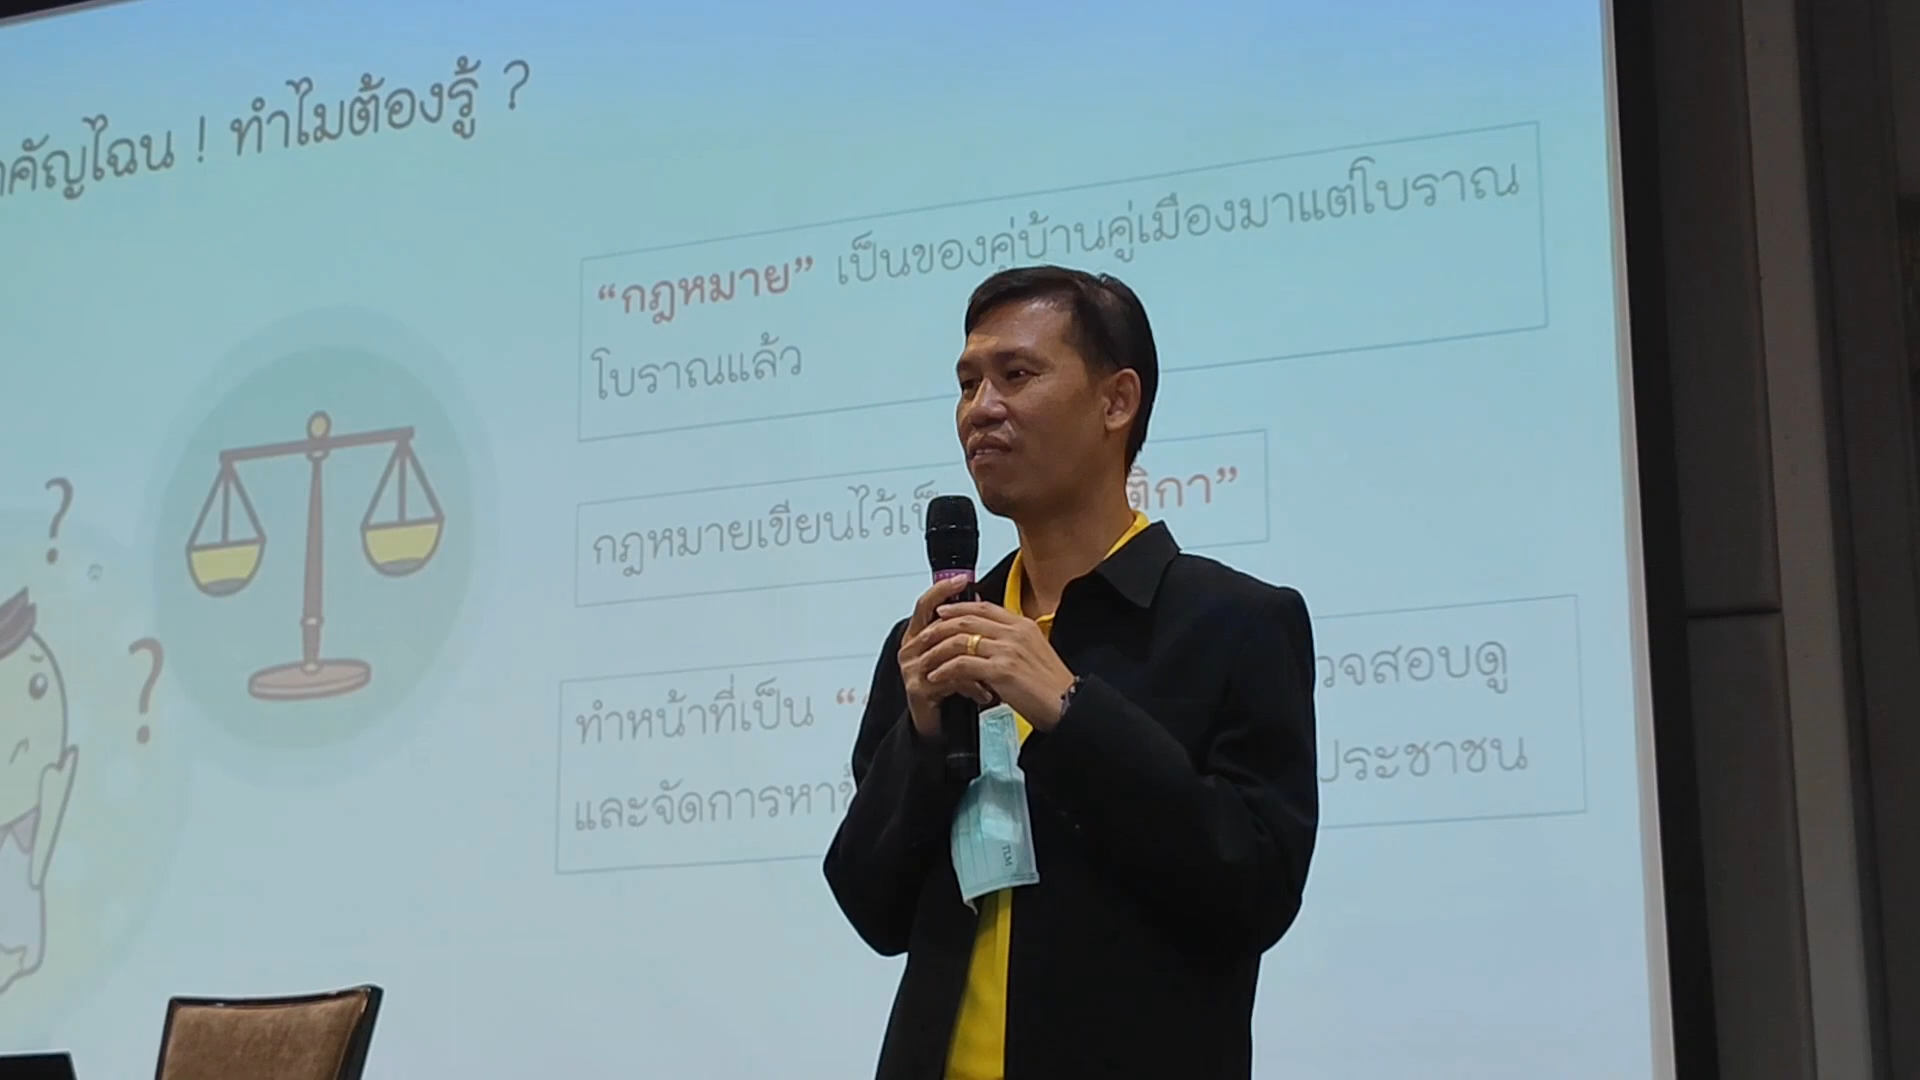 ไฉน ! ทำไมต้องรู้ ?
“กฎหมาย” เป็นของคู่บ้านคู่เมืองมาแต่โบราณ
โบราณแล้ว
กฎหมายเขียนไว้เป็ ติกา”
ทำหน้าที่เป็น “ วจสอบดู
และจัดการหา ประชาชน
TLM